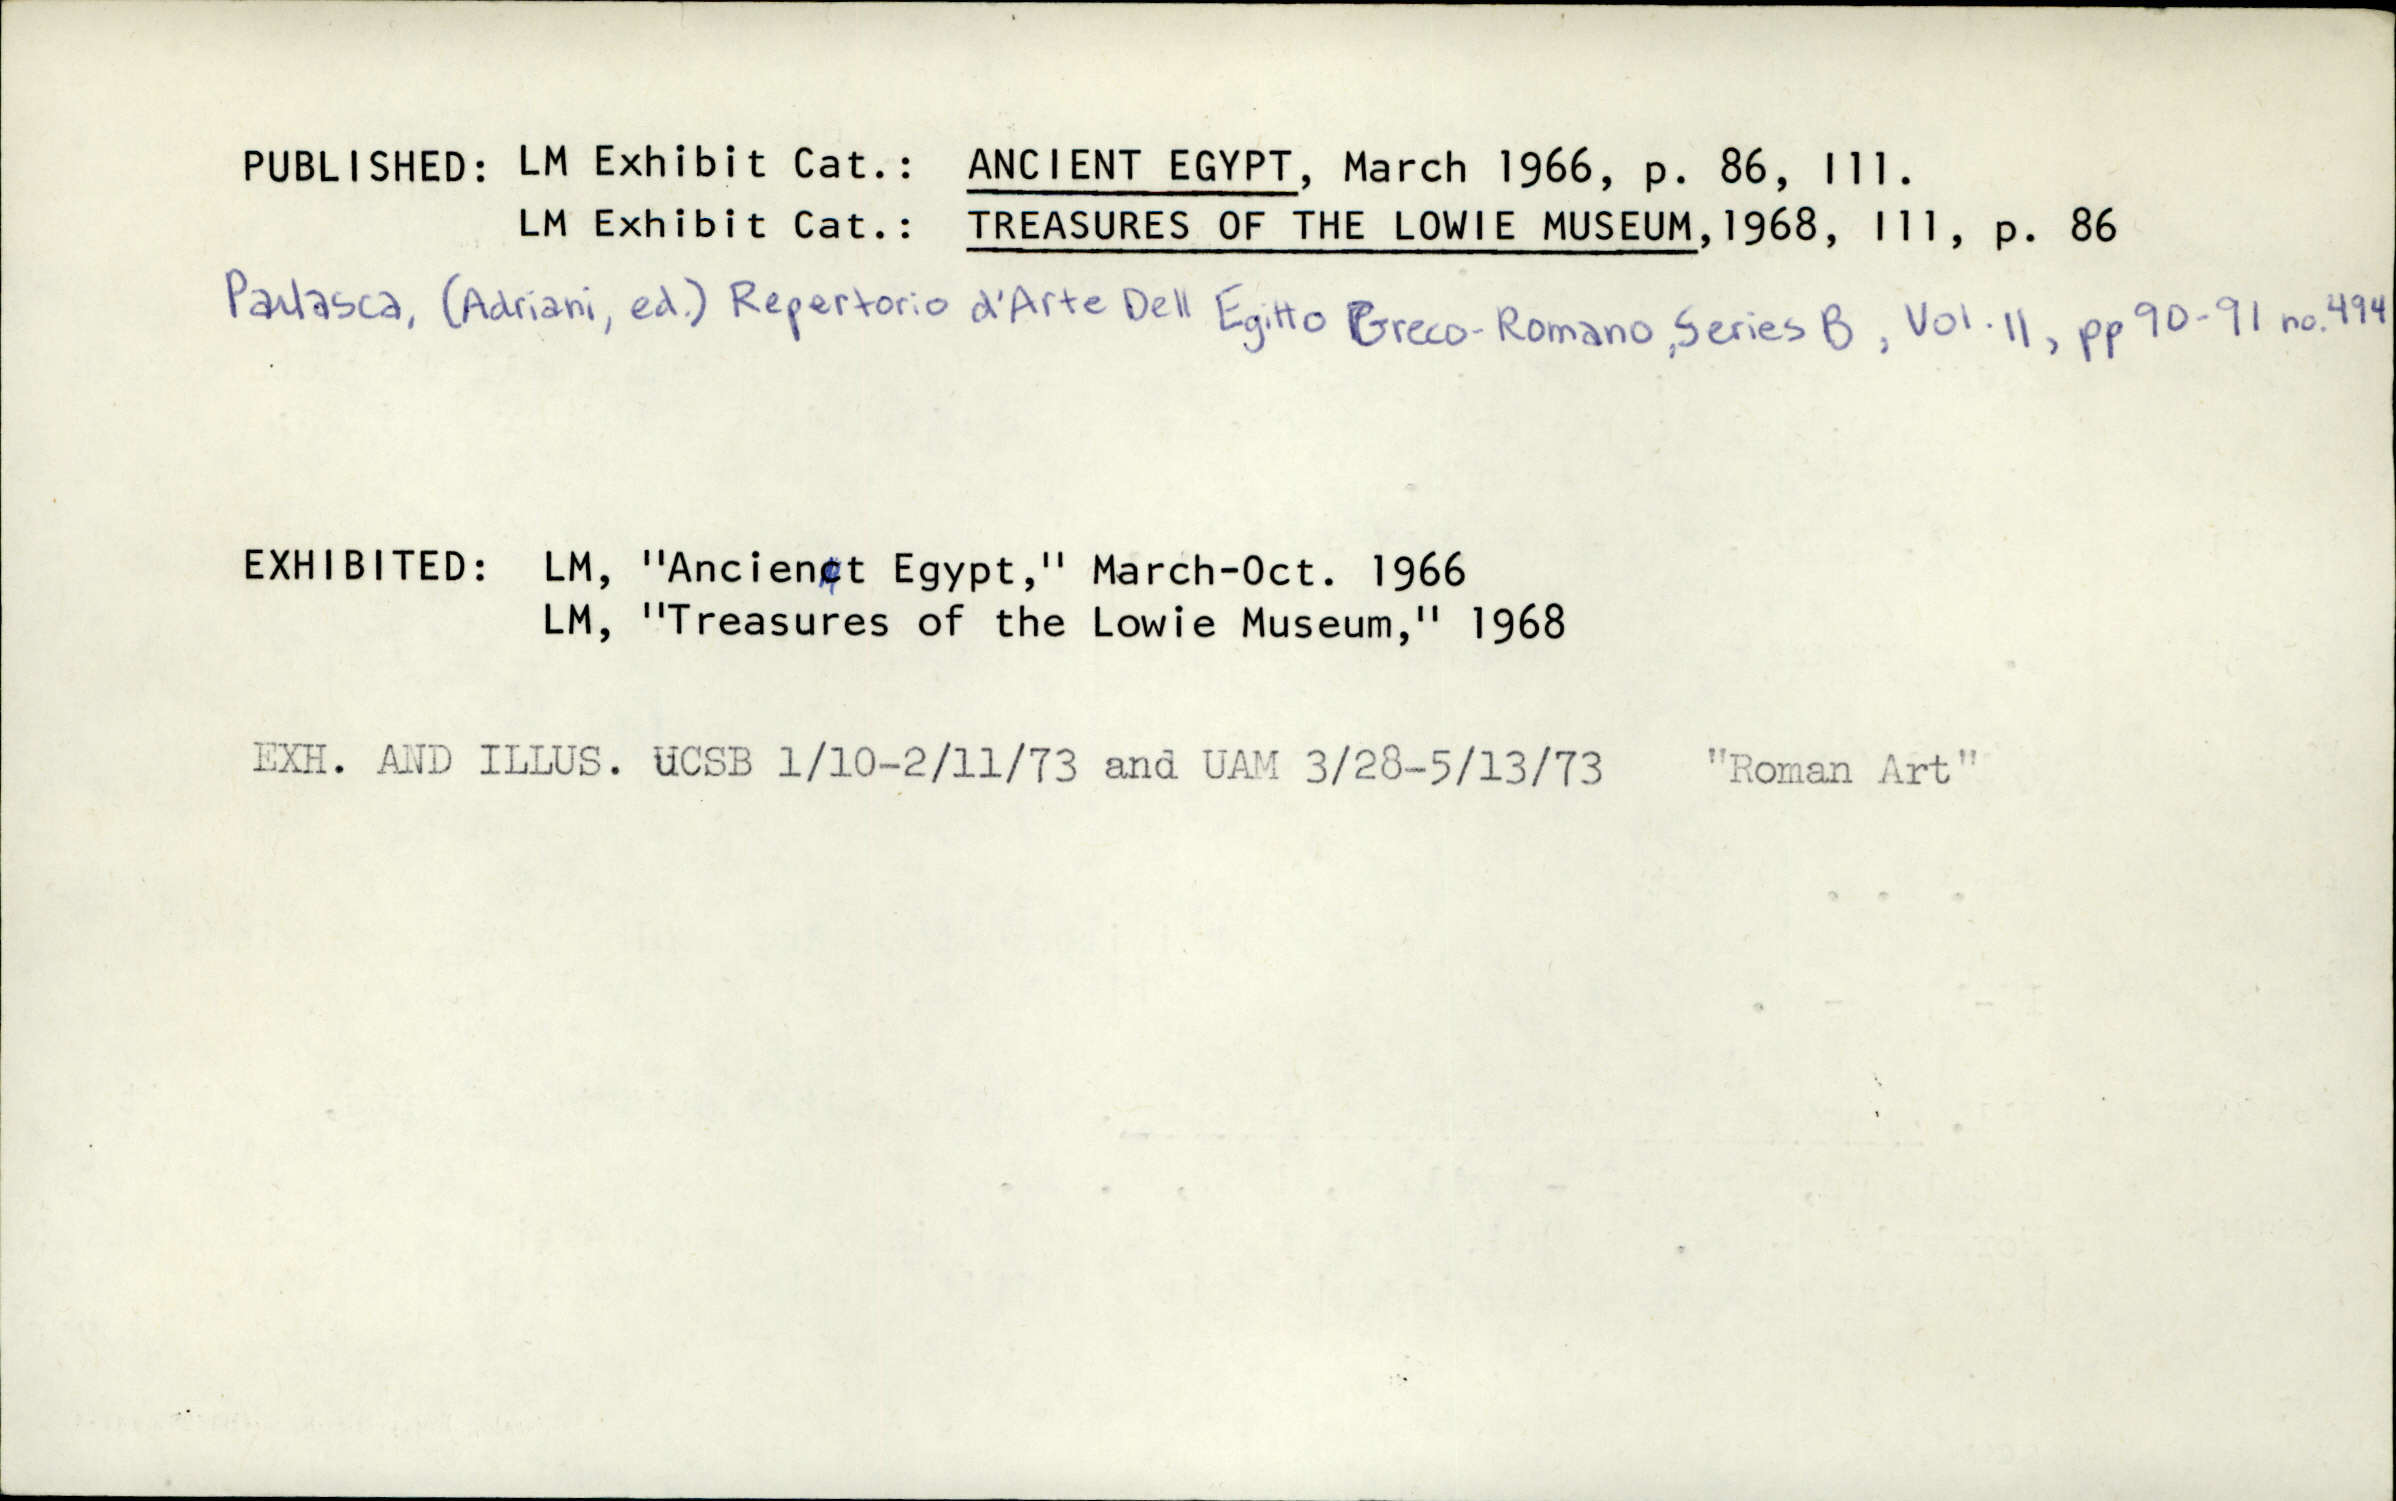 PUBLISHED: LM Exhibit Cat.: ANCIENT EGYPT, March 1966, p. 86, Ill.
LM Exhibit Cat.: TREASURES OF THE LOWIE MUSEUM, 1968, Ill, p. 86
Parlasca, (Adriani, ed.) Repertorio d'Arte Dell Egitto Greco-Romano, Series B, Vol. II, pp 90-91 no. 494
EXHIBITED: LM, "Ancient Egypt," March-Oct. 1966
LM, "Treasures of the Lowie Museum," 1968
EXH. AND ILLUS. UCSB 1/10-2/11/73 and UAM 3/28-5/13/73 "Roman Art"